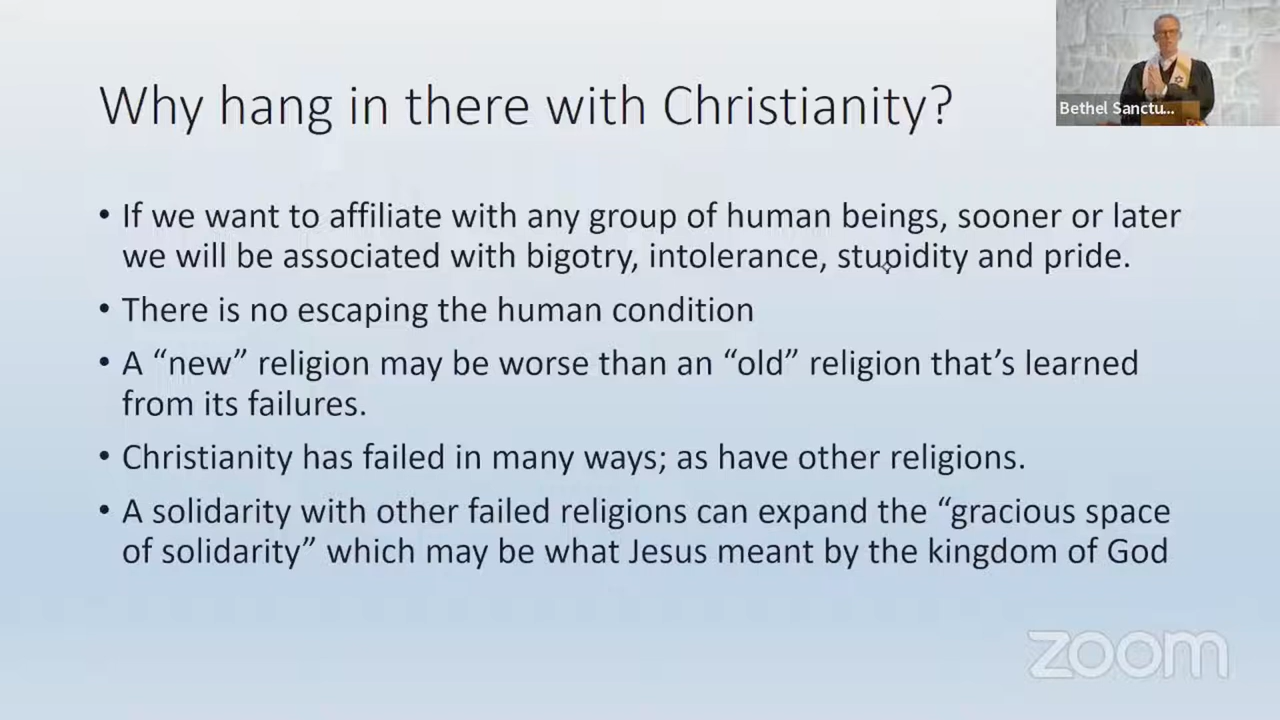 Why hang in there with Christianity?
Bethel Sanctu...
• If we want to affiliate with any group of human beings, sooner or later
we will be associated with bigotry, intolerance, stupidity and pride.
• There is no escaping the human condition
• A “new” religion may be worse than an “old” religion that’s learned
from its failures.
• Christianity has failed in many ways; as have other religions.
• A solidarity with other failed religions can expand the “gracious space
of solidarity” which may be what Jesus meant by the kingdom of God
zoom